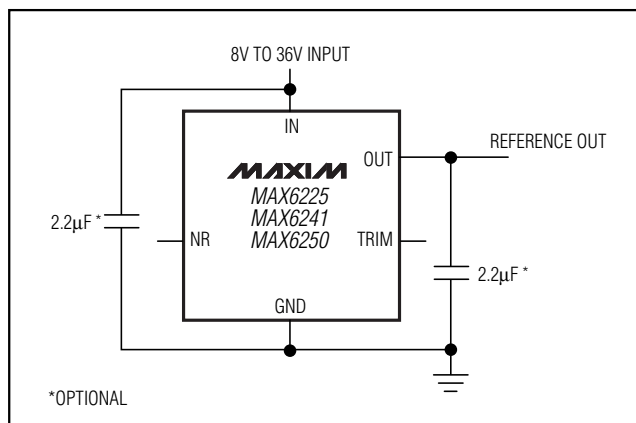 8V TO 36V INPUT
IN
OUT
REFERENCE OUT
MAXIM
MAX6225
MAX6241
MAX6250
2.2µF *
NR
TRIM
2.2µF *
GND
*OPTIONAL